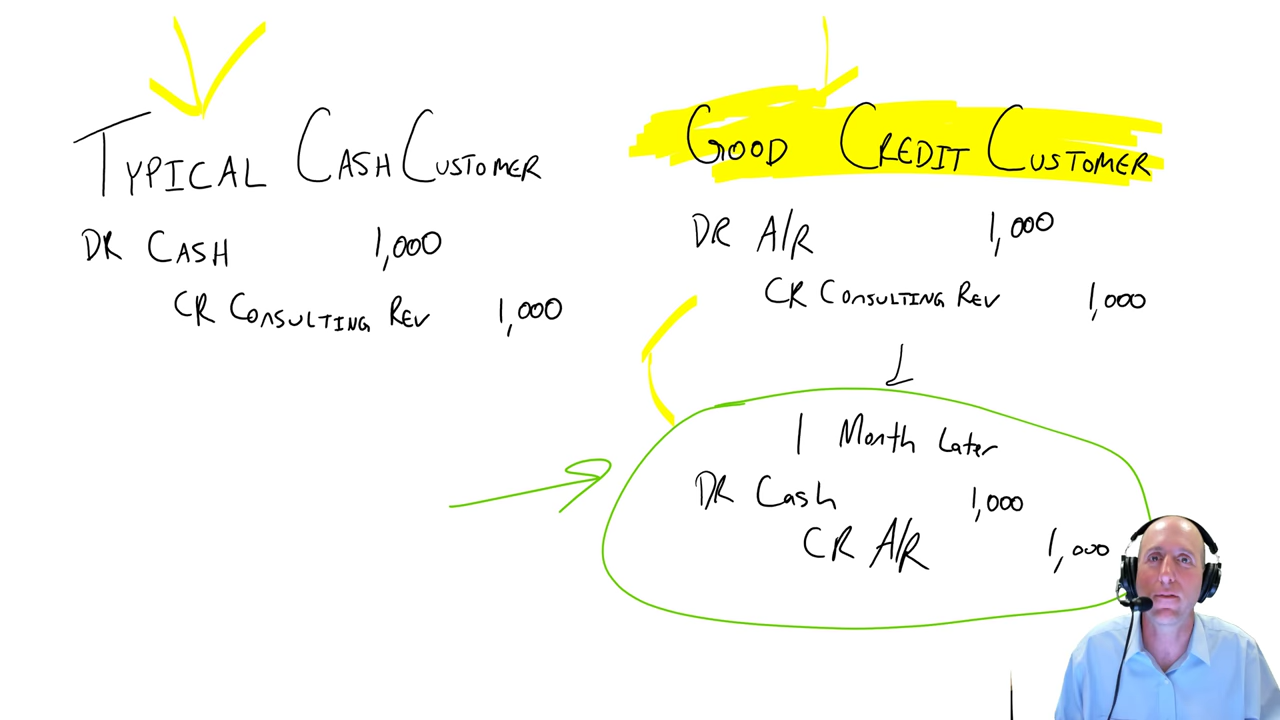 TYPICAL CASH CUSTOMER
DR CASH 1,000
CR CONSULTING REV 1,000
GOOD CREDIT CUSTOMER
DR A/R 1,000
CR CONSULTING REV 1,000
1 Month Later
DR Cash 1,000
CR A/R 1,000